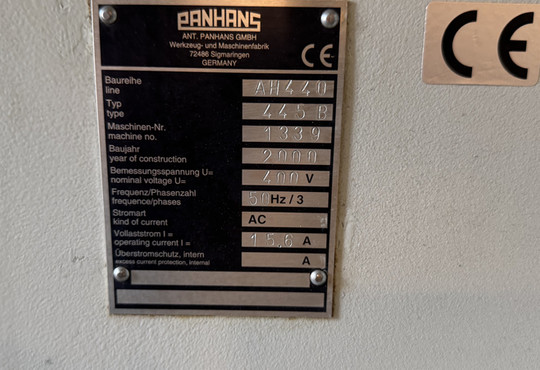 PANHANS
ANT. PANHANS GMBH
Werkzeug- und Maschinenfabrik
72486 Sigmaringen
GERMANY
CE
CE
Baureihe
line
AH440
Typ
type
445B
Maschinen-Nr.
machine no.
1339
Baujahr
year of construction
2000
Bemessungsspannung U=
nominal voltage U=
400 V
Frequenz/Phasenzahl
frequence/phases
50 Hz / 3
Stromart
kind of current
AC
Vollaststrom I =
operating current I =
15.6 A
Überstromschutz, intern
excess current protection, internal
A